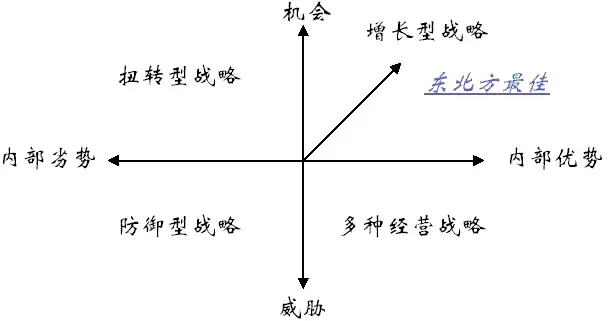 机会
增长型战略
扭转型战略
东北方最佳
内部劣势
内部优势
防御型战略
多种经营战略
威胁